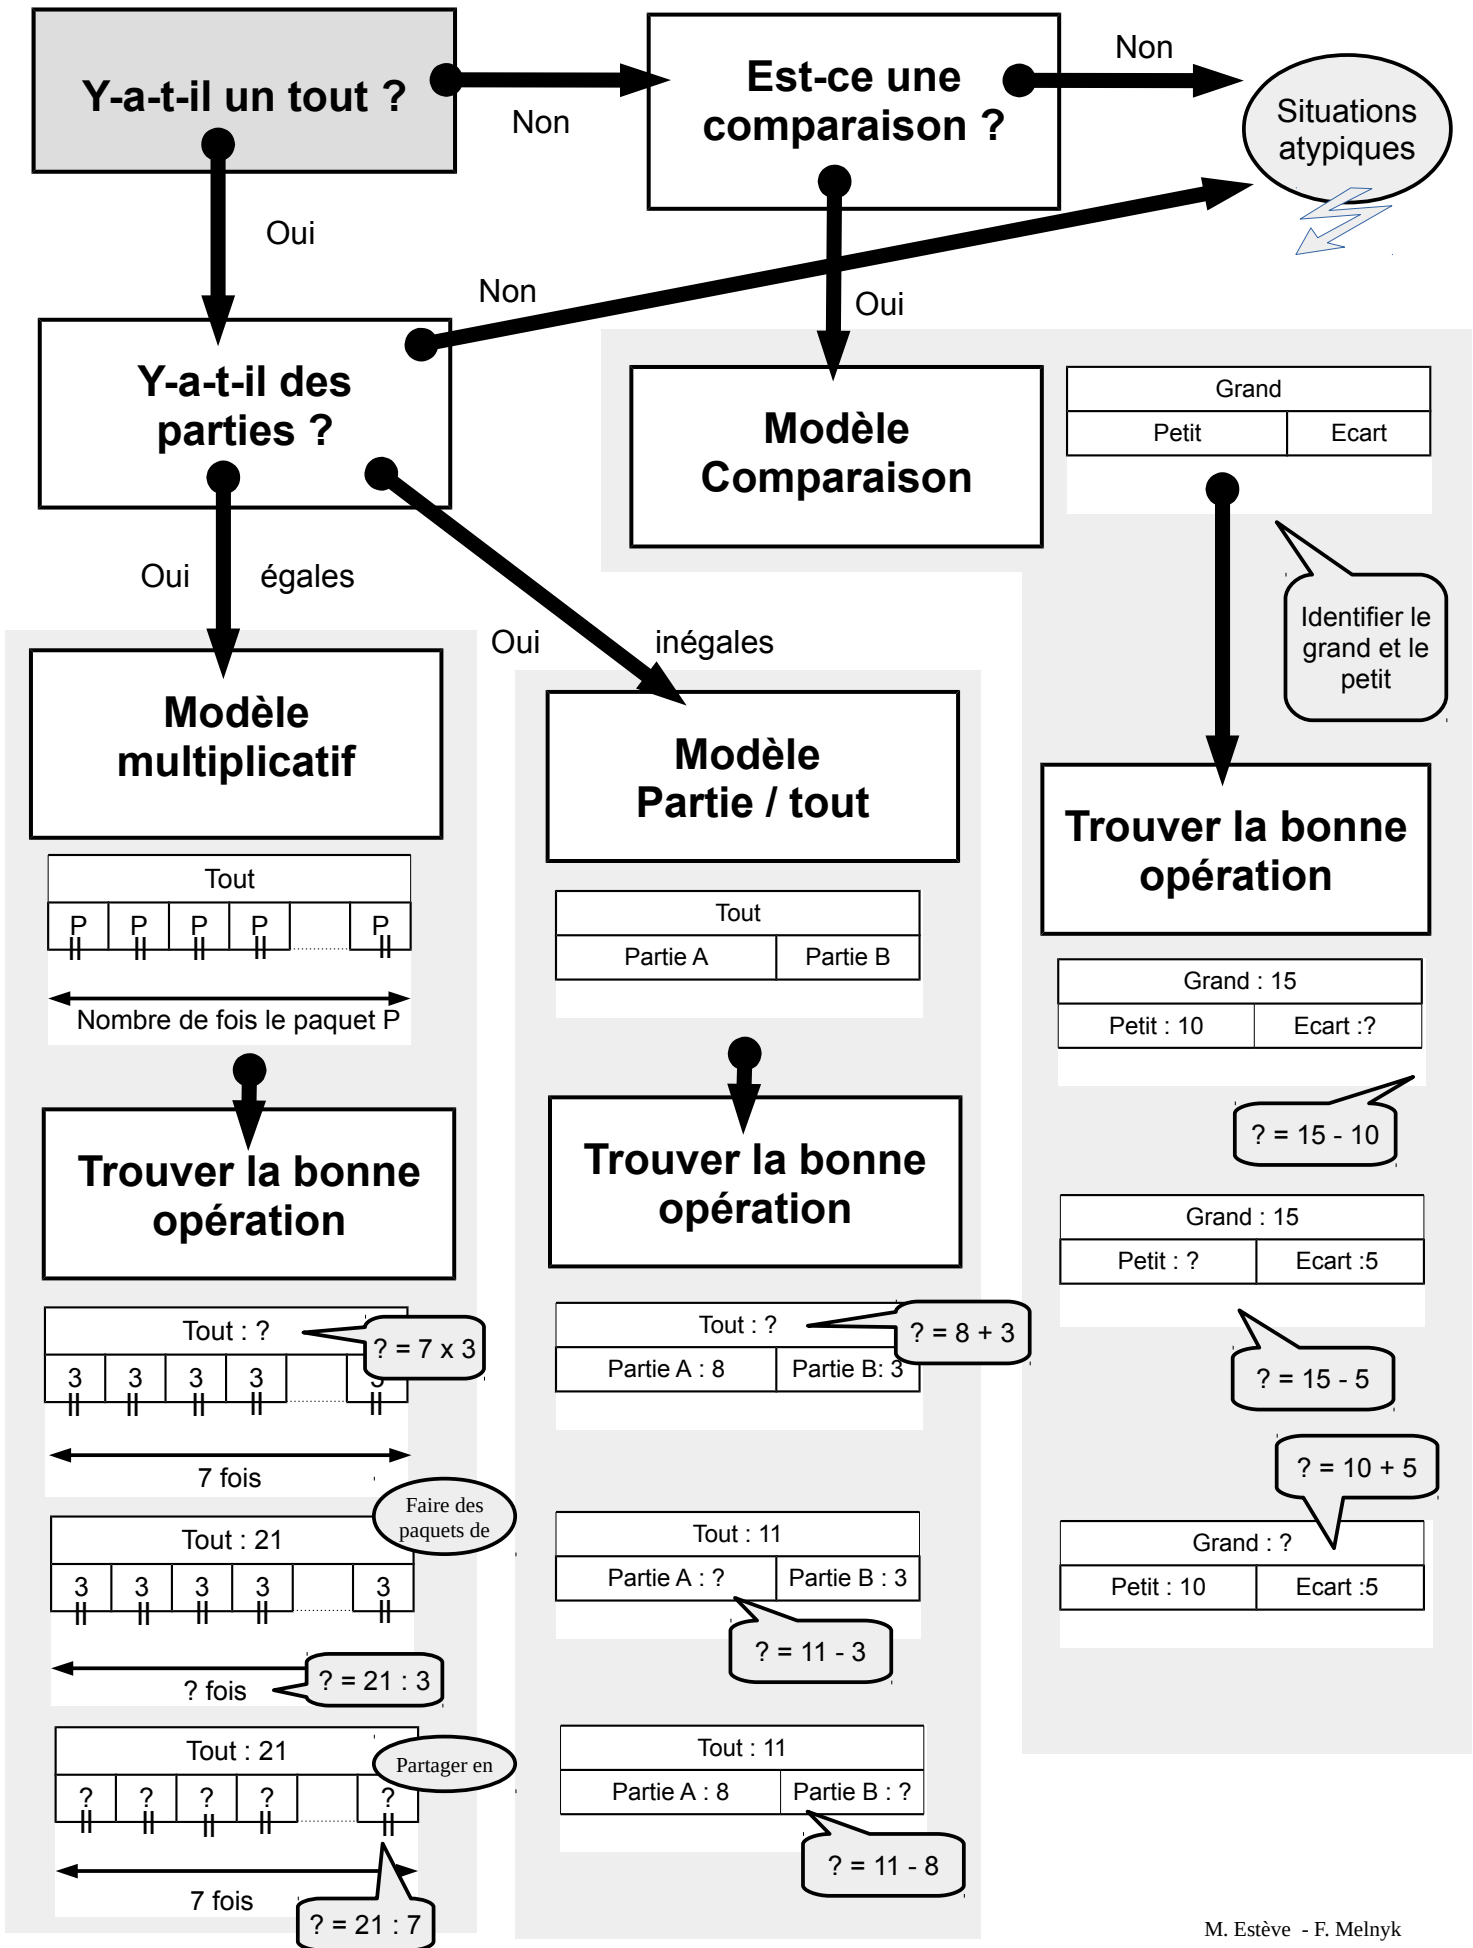 Y-a-t-il un tout ?
Non
Est-ce une
comparaison ?
Non
Situations
atypiques
Oui
Non
Oui
Y-a-t-il des
parties ?
Oui
égales
Oui
inégales
Modèle
Comparaison
Grand
Petit
Ecart
Identifier le
grand et le
petit
Trouver la bonne
opération
Grand : 15
Petit : 10
Ecart :?
? = 15 - 10
Grand : 15
Petit : ?
Ecart :5
? = 15 - 5
? = 10 + 5
Grand : ?
Petit : 10
Ecart :5
Modèle
multiplicatif
Tout
P P P P P
Nombre de fois le paquet P
Trouver la bonne
opération
Tout : ?
? = 7 x 3
3 3 3 3 3
7 fois
Faire des
paquets de
Tout : 21
3 3 3 3 3
? fois
? = 21 : 3
Tout : 21
Partager en
? ? ? ? ?
7 fois
? = 21 : 7
Modèle
Partie / tout
Tout
Partie A
Partie B
Trouver la bonne
opération
Tout : ?
? = 8 + 3
Partie A : 8
Partie B: 3
Tout : 11
Partie A : ?
Partie B : 3
? = 11 - 3
Tout : 11
Partie A : 8
Partie B : ?
? = 11 - 8
M. Estève - F. Melnyk